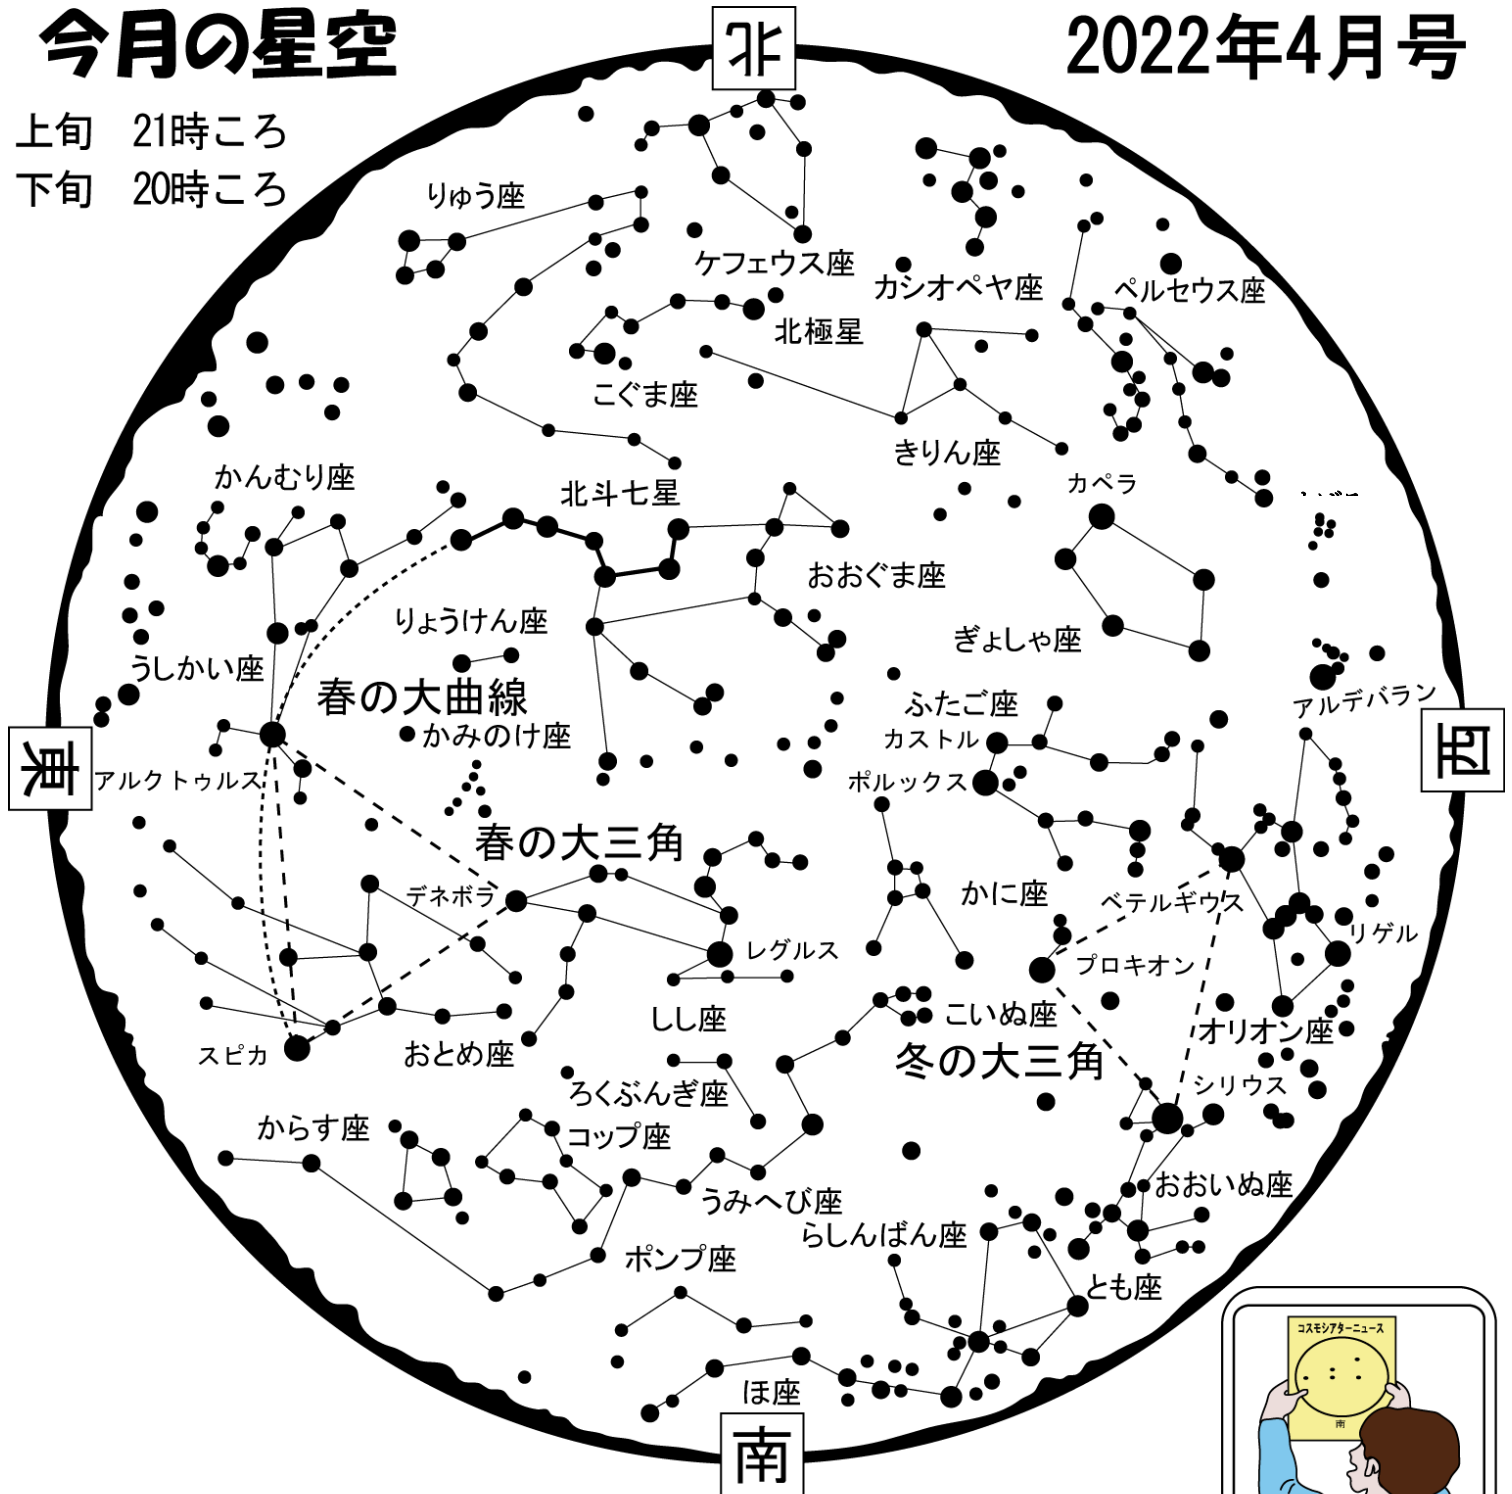 今月の星空
2022年4月号
上旬 21時ころ
下旬 20時ころ
北
りゅう座
ケフェウス座
カシオペヤ座
ペルセウス座
北極星
こぐま座
きりん座
かんむり座
北斗七星
カペラ
おおぐま座
りょうけん座
ぎょしゃ座
うしかい座
春の大曲線
かみのけ座
ふたご座
カストル
アルデバラン
東
西
アルクトゥルス
ポルックス
春の大三角
デネボラ
かに座
ベテルギウス
リゲル
レグルス
プロキオン
しし座
こいぬ座
オリオン座
スピカ
おとめ座
冬の大三角
シリウス
ろくぶんぎ座
からす座
コップ座
うみへび座
おおいぬ座
らしんばん座
ポンプ座
とも座
ほ座
南
コスモシアターニュース
南